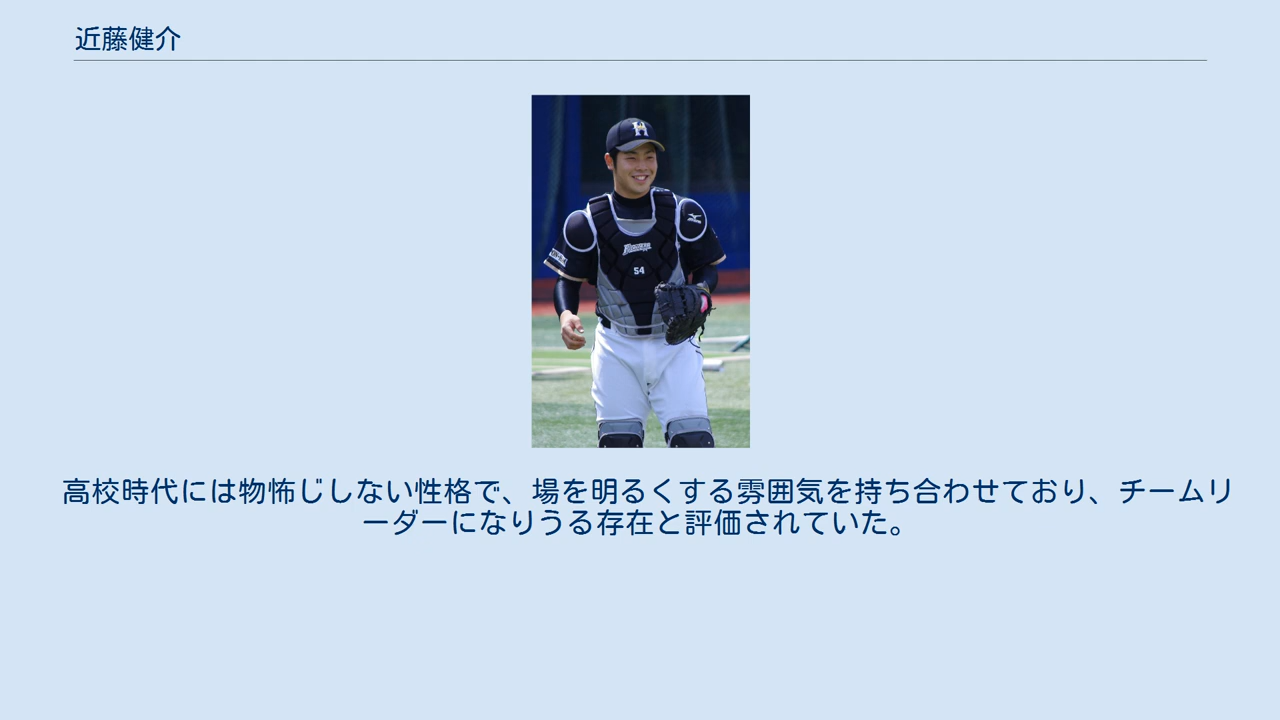 近藤健介
H
54
高校時代には物怖じしない性格で、場を明るくする雰囲気を持ち合わせており、チームリ
ーダーになりうる存在と評価されていた。